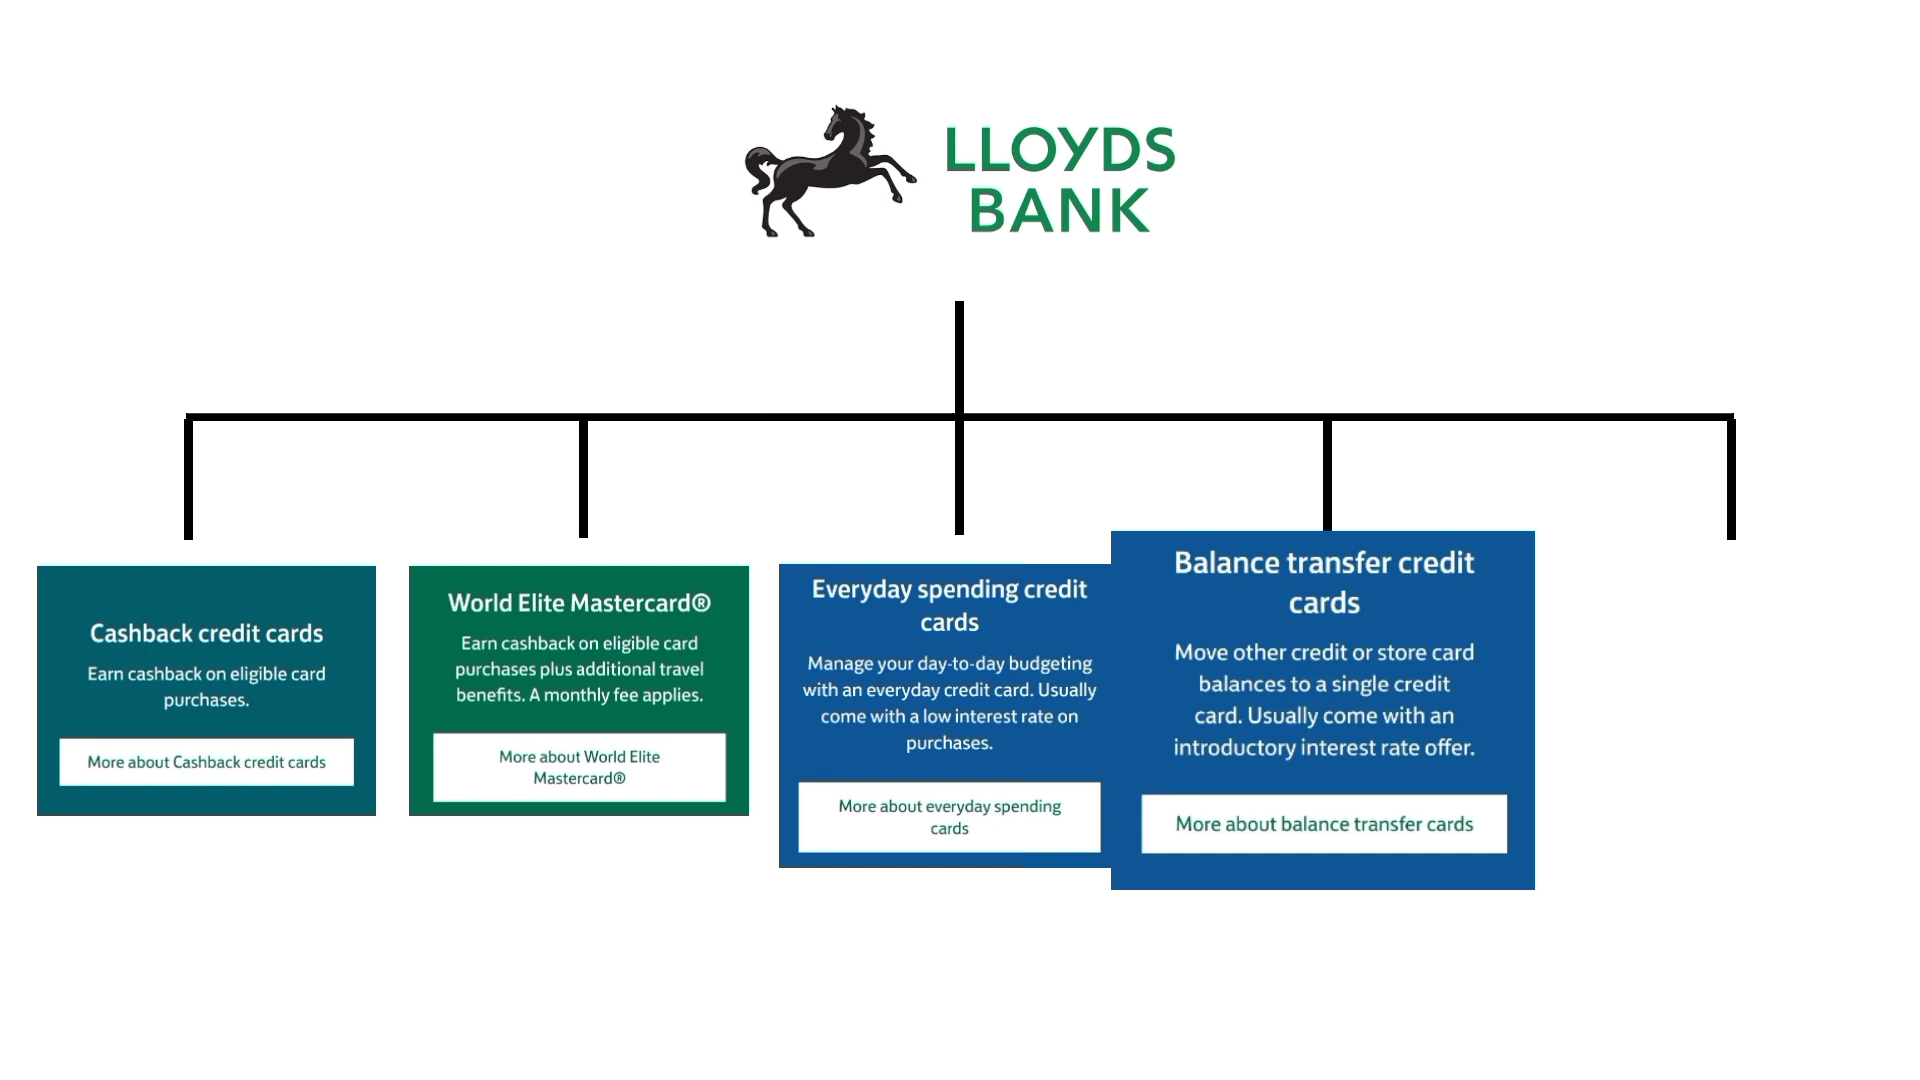 LLOYDS
BANK
Cashback credit cards
Earn cashback on eligible card
purchases.
More about Cashback credit cards
World Elite Mastercard®
Earn cashback on eligible card
purchases plus additional travel
benefits. A monthly fee applies.
More about World Elite
Mastercard®
Everyday spending credit
cards
Manage your day-to-day budgeting
with an everyday credit card. Usually
come with a low interest rate on
purchases.
More about everyday spending
cards
Balance transfer credit
cards
Move other credit or store card
balances to a single credit
card. Usually come with an
introductory interest rate offer.
More about balance transfer cards